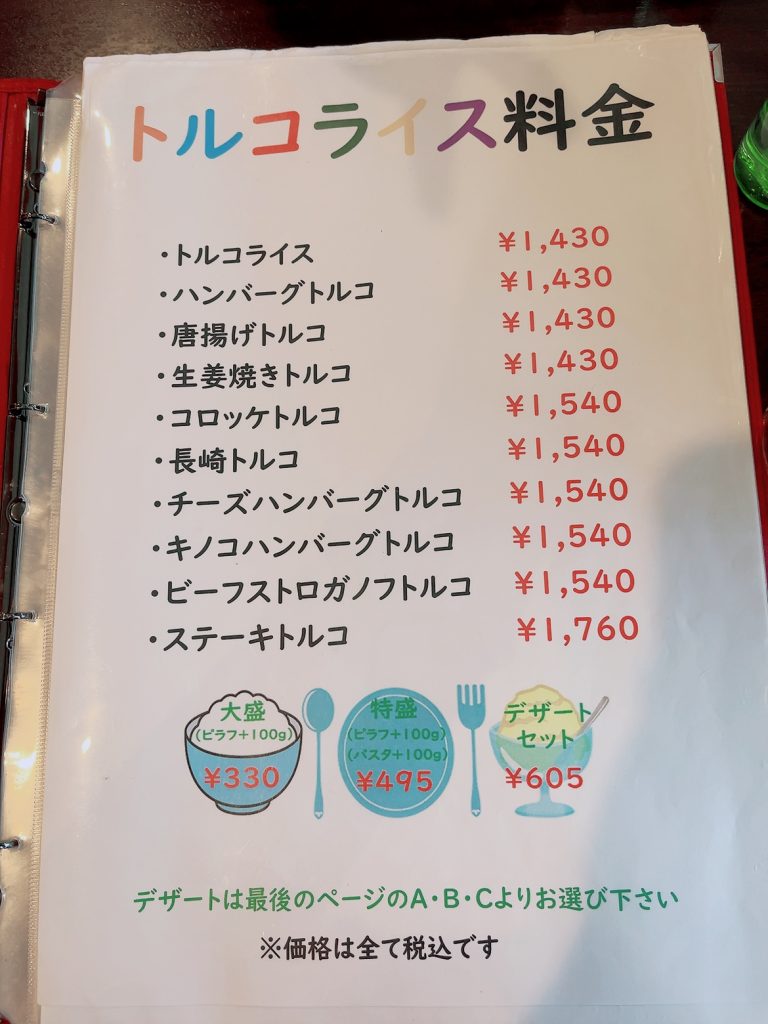 トルコライス料金
・トルコライス ¥1,430
・ハンバーグトルコ ¥1,430
・唐揚げトルコ ¥1,430
・生姜焼きトルコ ¥1,430
・コロッケトルコ ¥1,540
・長崎トルコ ¥1,540
・チーズハンバーグトルコ ¥1,540
・キノコハンバーグトルコ ¥1,540
・ビーフストロガノフトルコ ¥1,540
・ステーキトルコ ¥1,760
大盛
(ピラフ+100g)
¥330
特盛
(ピラフ+100g)
(パスタ+100g)
¥495
デザート
セット
¥605
デザートは最後のページのA・B・Cよりお選び下さい
※価格は全て税込です